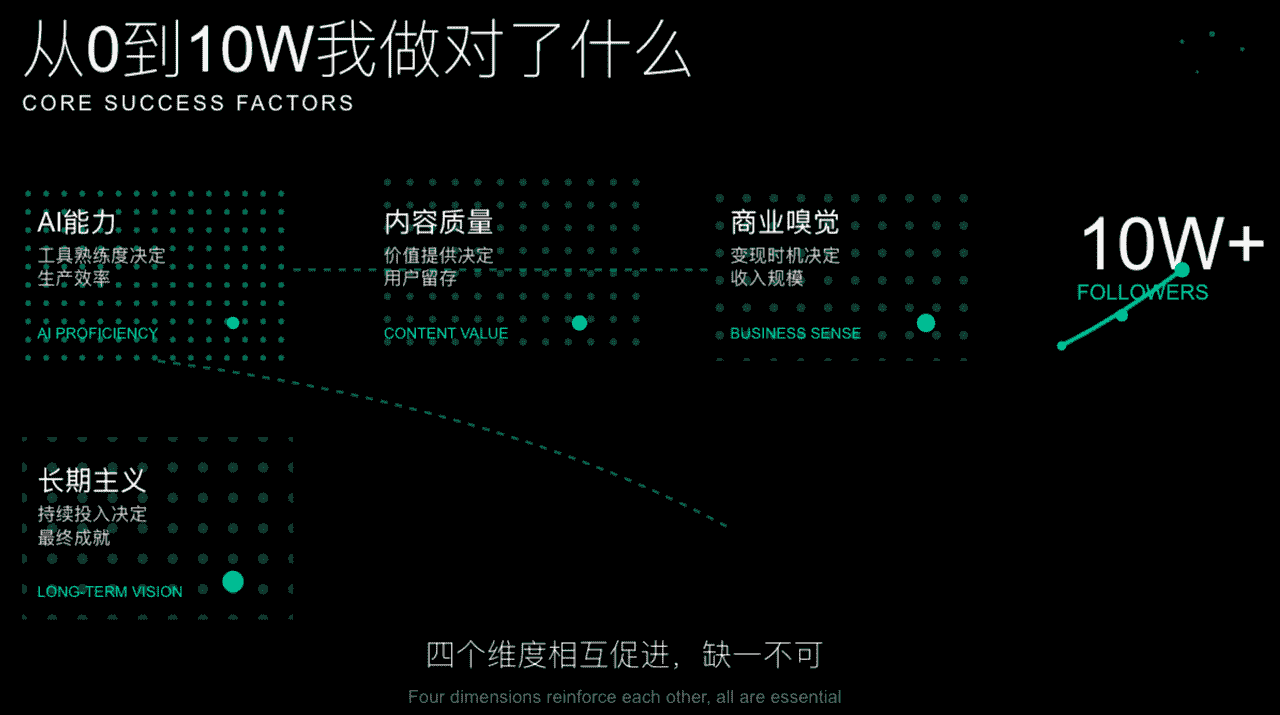 从0到10W我做对了什么
CORE SUCCESS FACTORS
AI能力
工具熟练度决定
生产效率
AI PROFICIENCY
内容质量
价值提供决定
用户留存
CONTENT VALUE
商业嗅觉
变现时机决定
收入规模
BUSINESS SENSE
10W+
FOLLOWERS
长期主义
持续投入决定
最终成就
LONG-TERM VISION
四个维度相互促进，缺一不可
Four dimensions reinforce each other, all are essential